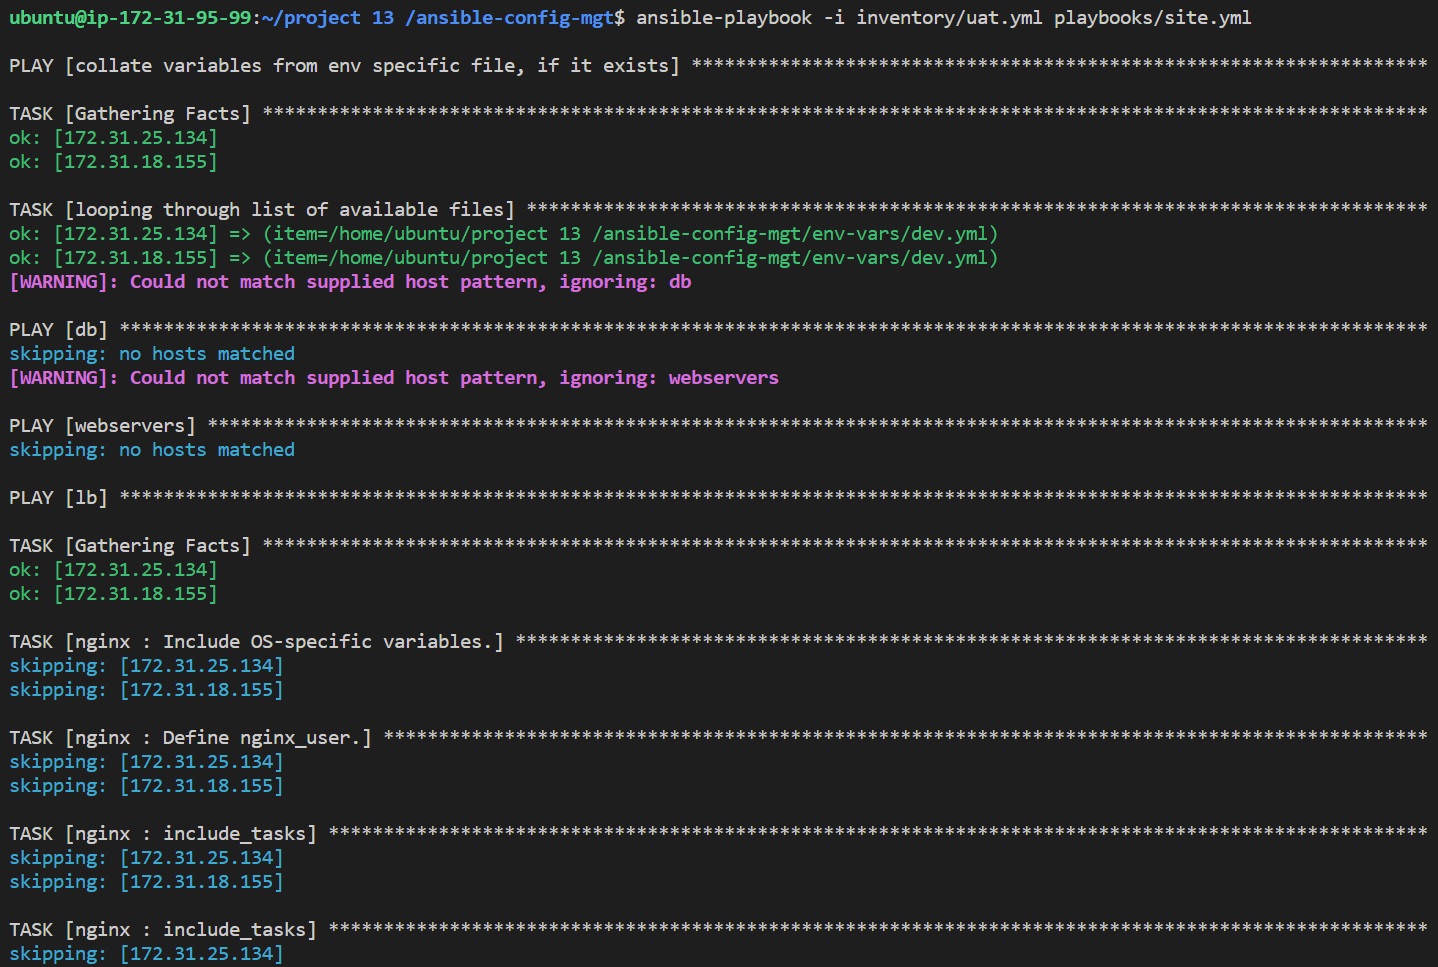 ubuntu@ip-172-31-95-99:~/project 13 /ansible-config-mgt$ ansible-playbook -i inventory/uat.yml playbooks/site.yml
PLAY [collate variables from env specific file, if it exists] *******************************************************************
TASK [Gathering Facts] **********************************************************************************************************
ok: [172.31.25.134]
ok: [172.31.18.155]
TASK [looping through list of available files] **********************************************************************************
ok: [172.31.25.134] => (item=/home/ubuntu/project 13 /ansible-config-mgt/env-vars/dev.yml)
ok: [172.31.18.155] => (item=/home/ubuntu/project 13 /ansible-config-mgt/env-vars/dev.yml)
[WARNING]: Could not match supplied host pattern, ignoring: db
PLAY [db] ***********************************************************************************************************************
skipping: no hosts matched
[WARNING]: Could not match supplied host pattern, ignoring: webservers
PLAY [webservers] ***************************************************************************************************************
skipping: no hosts matched
PLAY [lb] ***********************************************************************************************************************
TASK [Gathering Facts] **********************************************************************************************************
ok: [172.31.25.134]
ok: [172.31.18.155]
TASK [nginx : Include OS-specific variables.] ***********************************************************************************
skipping: [172.31.25.134]
skipping: [172.31.18.155]
TASK [nginx : Define nginx_user.] ***********************************************************************************************
skipping: [172.31.25.134]
skipping: [172.31.18.155]
TASK [nginx : include_tasks] ****************************************************************************************************
skipping: [172.31.25.134]
skipping: [172.31.18.155]
TASK [nginx : include_tasks] ****************************************************************************************************
skipping: [172.31.25.134]